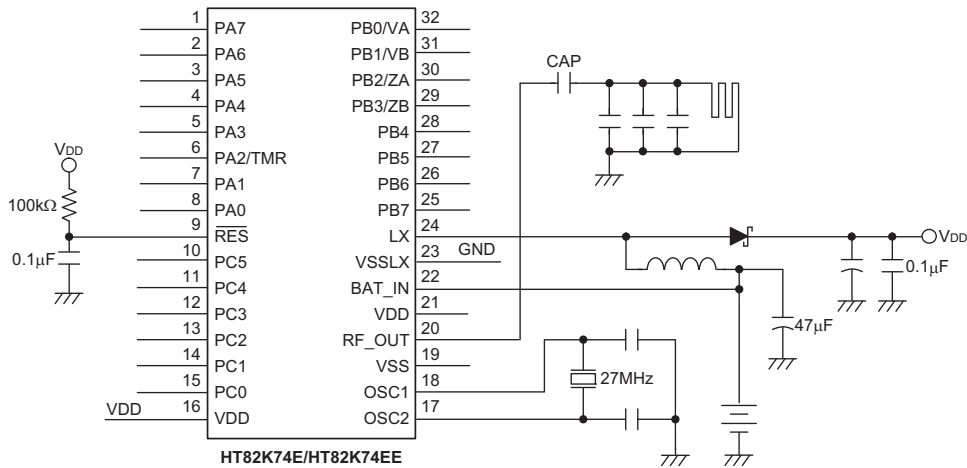 1 PA7 PB0/VA 32
2 PA6 PB1/VB 31
3 PA5 PB2/ZA 30
4 PA4 PB3/ZB 29
5 PA3 PB4 28
6 PA2/TMR PB5 27
7 PA1 PB6 26
8 PA0 PB7 25
9 RES LX 24
10 PC5 VSSLX 23
11 PC4 BAT_IN 22
12 PC3 VDD 21
13 PC2 RF_OUT 20
14 PC1 VSS 19
15 PC0 OSC1 18
16 VDD OSC2 17
VDD
100kΩ
0.1μF
VDD
CAP
GND
VDD
0.1μF
47μF
27MHz
HT82K74E/HT82K74EE